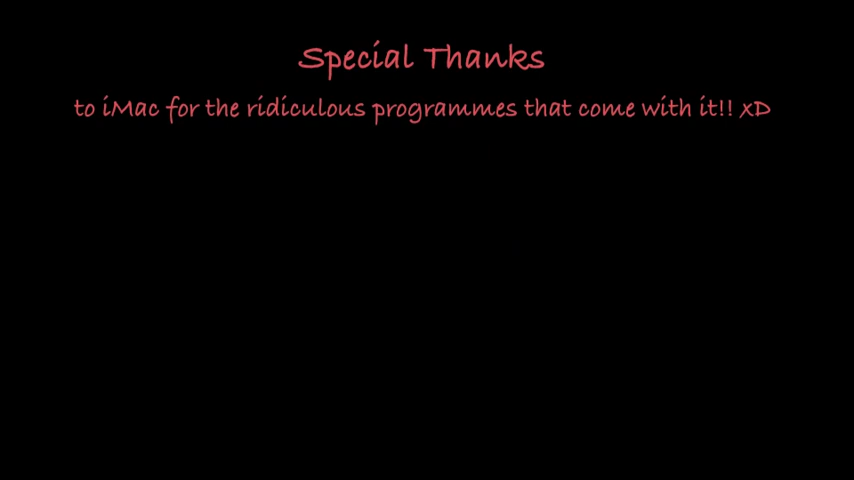 Special Thanks
to iMac for the ridiculous programmes that come with it!! xD